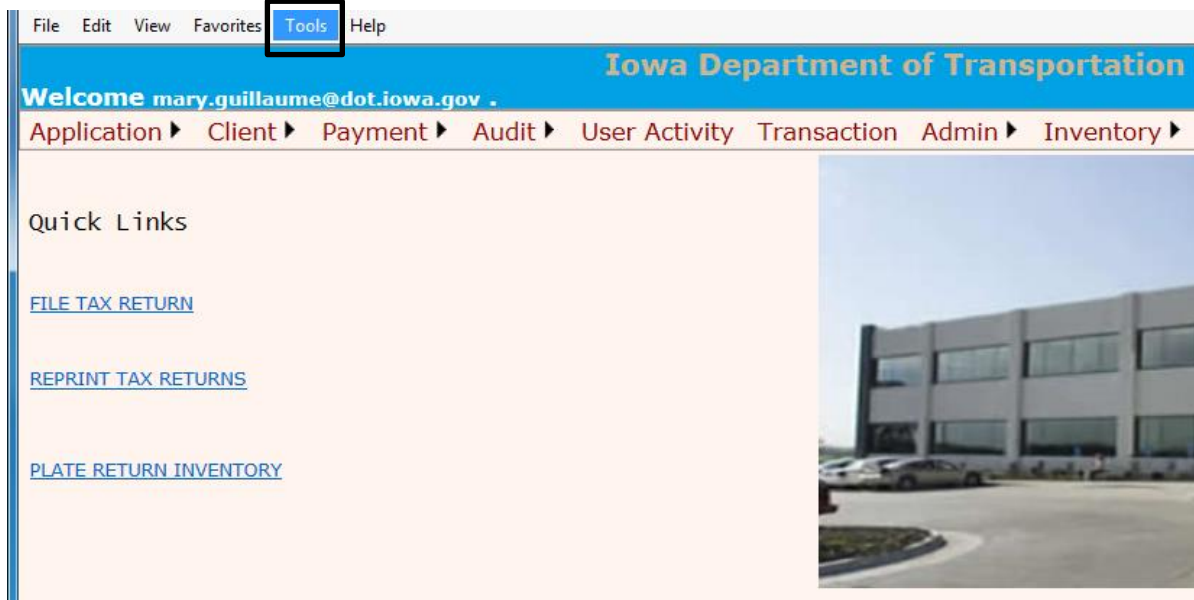 File Edit View Favorites Tools Help
Iowa Department of Transportation
Welcome mary.guillaume@dot.iowa.gov .
Application Client Payment Audit User Activity Transaction Admin Inventory
Quick Links
FILE TAX RETURN
REPRINT TAX RETURNS
PLATE RETURN INVENTORY